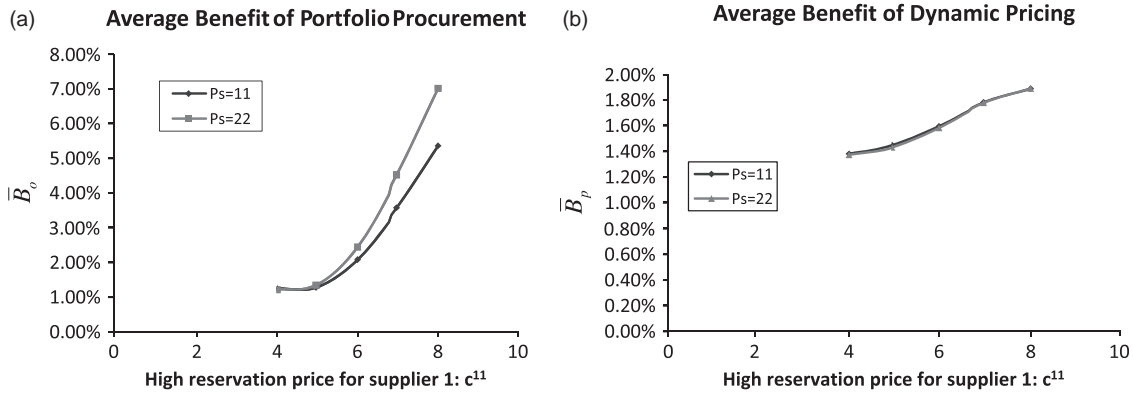 (a)
Average Benefit of Portfolio Procurement
8.00%
7.00%
6.00%
5.00%
4.00%
3.00%
2.00%
1.00%
0.00%
B̅o
Ps=11
Ps=22
0 2 4 6 8 10
High reservation price for supplier 1: c¹¹
(b)
Average Benefit of Dynamic Pricing
2.00%
1.80%
1.60%
1.40%
1.20%
1.00%
0.80%
0.60%
0.40%
0.20%
0.00%
B̅p
Ps=11
Ps=22
0 2 4 6 8 10
High reservation price for supplier 1: c¹¹